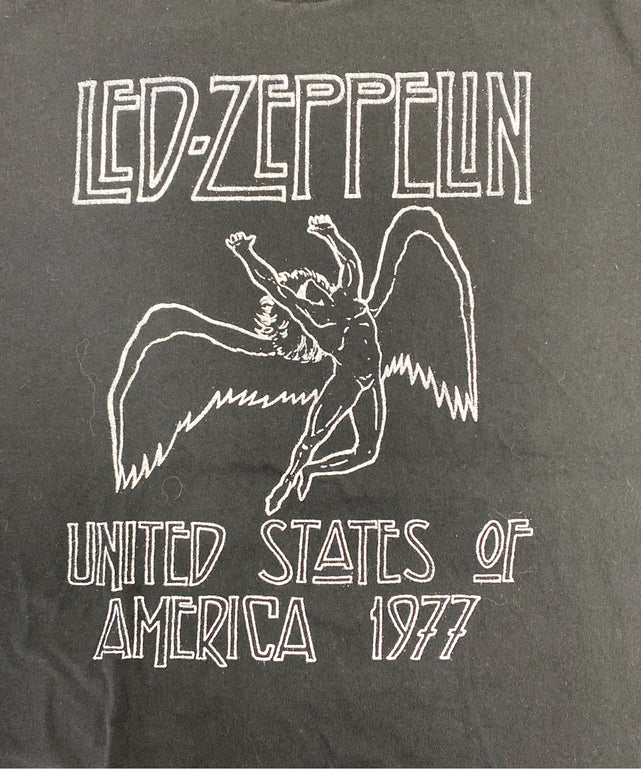 LED-ZEPPELIN
UNITED STATES OF
AMERICA 1977